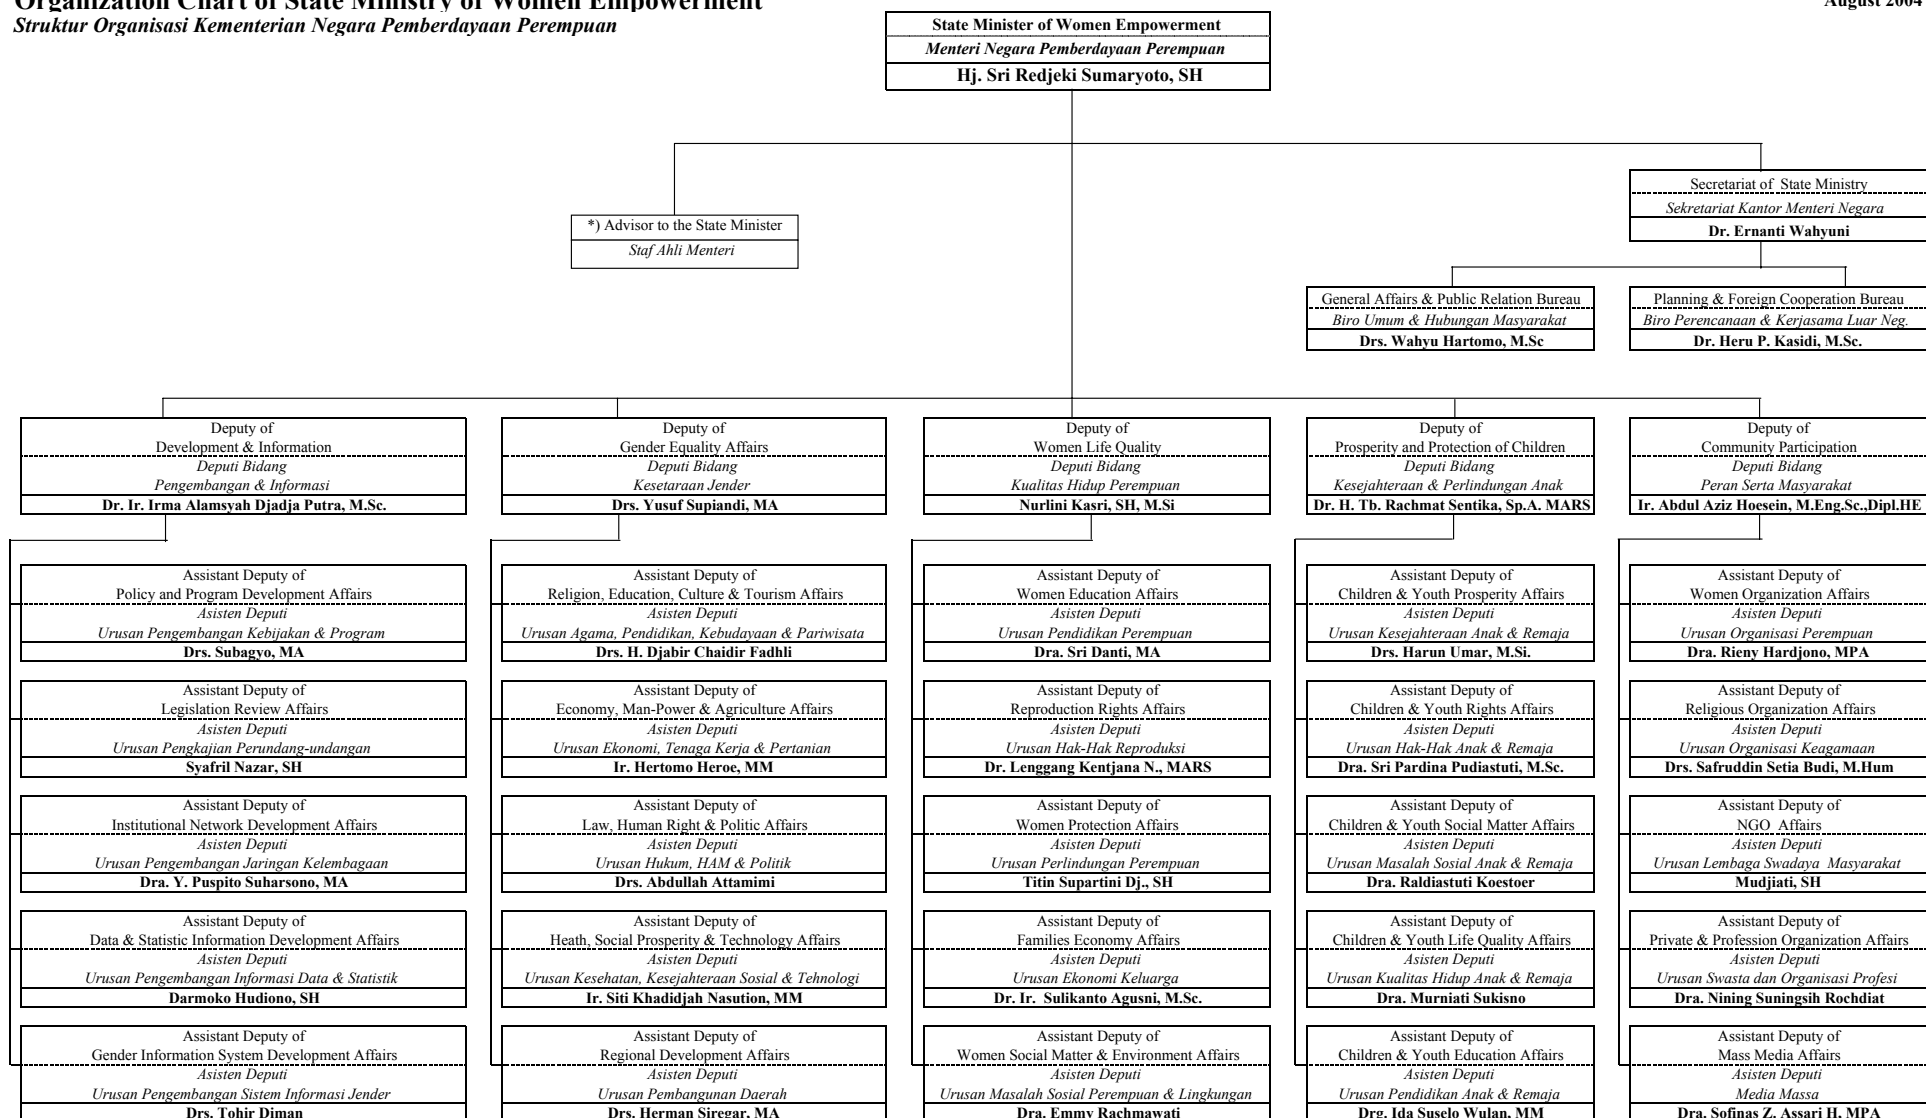 Organization Chart of State Ministry of Women Empowerment
August 2004
Struktur Organisasi Kementerian Negara Pemberdayaan Perempuan
State Minister of Women Empowerment
Menteri Negara Pemberdayaan Perempuan
Hj. Sri Redjeki Sumaryoto, SH
*) Advisor to the State Minister
Staf Ahli Menteri
Secretariat of State Ministry
Sekretariat Kantor Menteri Negara
Dr. Ernanti Wahyuni
General Affairs & Public Relation Bureau
Biro Umum & Hubungan Masyarakat
Drs. Wahyu Hartomo, M.Sc
Planning & Foreign Cooperation Bureau
Biro Perencanaan & Kerjasama Luar Neg.
Dr. Heru P. Kasidi, M.Sc.
Deputy of
Development & Information
Deputi Bidang
Pengembangan & Informasi
Dr. Ir. Irma Alamsyah Djadja Putra, M.Sc.
Assistant Deputy of
Policy and Program Development Affairs
Asisten Deputi
Urusan Pengembangan Kebijakan & Program
Drs. Subagyo, MA
Assistant Deputy of
Legislation Review Affairs
Asisten Deputi
Urusan Pengkajian Perundang-undangan
Syafril Nazar, SH
Assistant Deputy of
Institutional Network Development Affairs
Asisten Deputi
Urusan Pengembangan Jaringan Kelembagaan
Dra. Y. Puspito Suharsono, MA
Assistant Deputy of
Data & Statistic Information Development Affairs
Asisten Deputi
Urusan Pengembangan Informasi Data & Statistik
Darmoko Hudiono, SH
Assistant Deputy of
Gender Information System Development Affairs
Asisten Deputi
Urusan Pengembangan Sistem Informasi Jender
Drs. Tohir Diman
Deputy of
Gender Equality Affairs
Deputi Bidang
Kesetaraan Jender
Drs. Yusuf Supiandi, MA
Assistant Deputy of
Religion, Education, Culture & Tourism Affairs
Asisten Deputi
Urusan Agama, Pendidikan, Kebudayaan & Pariwisata
Drs. H. Djabir Chaidir Fadhli
Assistant Deputy of
Economy, Man-Power & Agriculture Affairs
Asisten Deputi
Urusan Ekonomi, Tenaga Kerja & Pertanian
Ir. Hertomo Heroe, MM
Assistant Deputy of
Law, Human Right & Politic Affairs
Asisten Deputi
Urusan Hukum, HAM & Politik
Drs. Abdullah Attamimi
Assistant Deputy of
Heath, Social Prosperity & Technology Affairs
Asisten Deputi
Urusan Kesehatan, Kesejahteraan Sosial & Tehnologi
Ir. Siti Khadidjah Nasution, MM
Assistant Deputy of
Regional Development Affairs
Asisten Deputi
Urusan Pembangunan Daerah
Drs. Herman Siregar, MA
Deputy of
Women Life Quality
Deputi Bidang
Kualitas Hidup Perempuan
Nurlini Kasri, SH, M.Si
Assistant Deputy of
Women Education Affairs
Asisten Deputi
Urusan Pendidikan Perempuan
Dra. Sri Danti, MA
Assistant Deputy of
Reproduction Rights Affairs
Asisten Deputi
Urusan Hak-Hak Reproduksi
Dr. Lenggang Kentjana N., MARS
Assistant Deputy of
Women Protection Affairs
Asisten Deputi
Urusan Perlindungan Perempuan
Titin Supartini Dj., SH
Assistant Deputy of
Families Economy Affairs
Asisten Deputi
Urusan Ekonomi Keluarga
Dr. Ir. Sulikanto Agusni, M.Sc.
Assistant Deputy of
Women Social Matter & Environment Affairs
Asisten Deputi
Urusan Masalah Sosial Perempuan & Lingkungan
Dra. Emmy Rachmawati
Deputy of
Prosperity and Protection of Children
Deputi Bidang
Kesejahteraan & Perlindungan Anak
Dr. H. Tb. Rachmat Sentika, Sp.A. MARS
Assistant Deputy of
Children & Youth Prosperity Affairs
Asisten Deputi
Urusan Kesejahteraan Anak & Remaja
Drs. Harun Umar, M.Si.
Assistant Deputy of
Children & Youth Rights Affairs
Asisten Deputi
Urusan Hak-Hak Anak & Remaja
Dra. Sri Pardina Pudiastuti, M.Sc.
Assistant Deputy of
Children & Youth Social Matter Affairs
Asisten Deputi
Urusan Masalah Sosial Anak & Remaja
Dra. Raldiastuti Koestoer
Assistant Deputy of
Children & Youth Life Quality Affairs
Asisten Deputi
Urusan Kualitas Hidup Anak & Remaja
Dra. Murniati Sukisno
Assistant Deputy of
Children & Youth Education Affairs
Asisten Deputi
Urusan Pendidikan Anak & Remaja
Drg. Ida Suselo Wulan, MM
Deputy of
Community Participation
Deputi Bidang
Peran Serta Masyarakat
Ir. Abdul Aziz Hoesein, M.Eng.Sc.,Dipl.HE
Assistant Deputy of
Women Organization Affairs
Asisten Deputi
Urusan Organisasi Perempuan
Dra. Rieny Hardjono, MPA
Assistant Deputy of
Religious Organization Affairs
Asisten Deputi
Urusan Organisasi Keagamaan
Drs. Safruddin Setia Budi, M.Hum
Assistant Deputy of
NGO Affairs
Asisten Deputi
Urusan Lembaga Swadaya Masyarakat
Mudjiati, SH
Assistant Deputy of
Private & Profession Organization Affairs
Asisten Deputi
Urusan Swasta dan Organisasi Profesi
Dra. Nining Suningsih Rochdiat
Assistant Deputy of
Mass Media Affairs
Asisten Deputi
Media Massa
Dra. Sofinas Z. Assari H, MPA